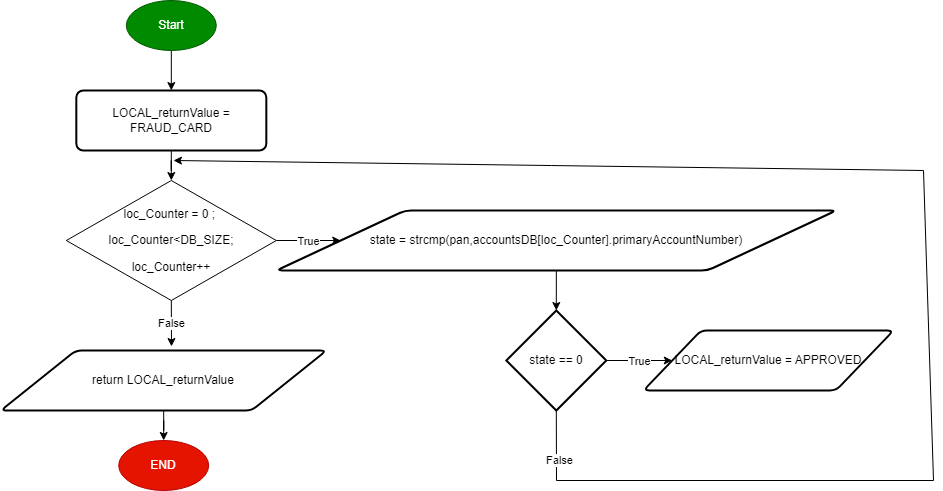 Start
LOCAL_returnValue =
FRAUD_CARD
loc_Counter = 0 ;
loc_Counter<DB_SIZE;
loc_Counter++
True
state = strcmp(pan,accountsDB[loc_Counter].primaryAccountNumber)
False
state == 0
True
LOCAL_returnValue = APPROVED
return LOCAL_returnValue
False
END